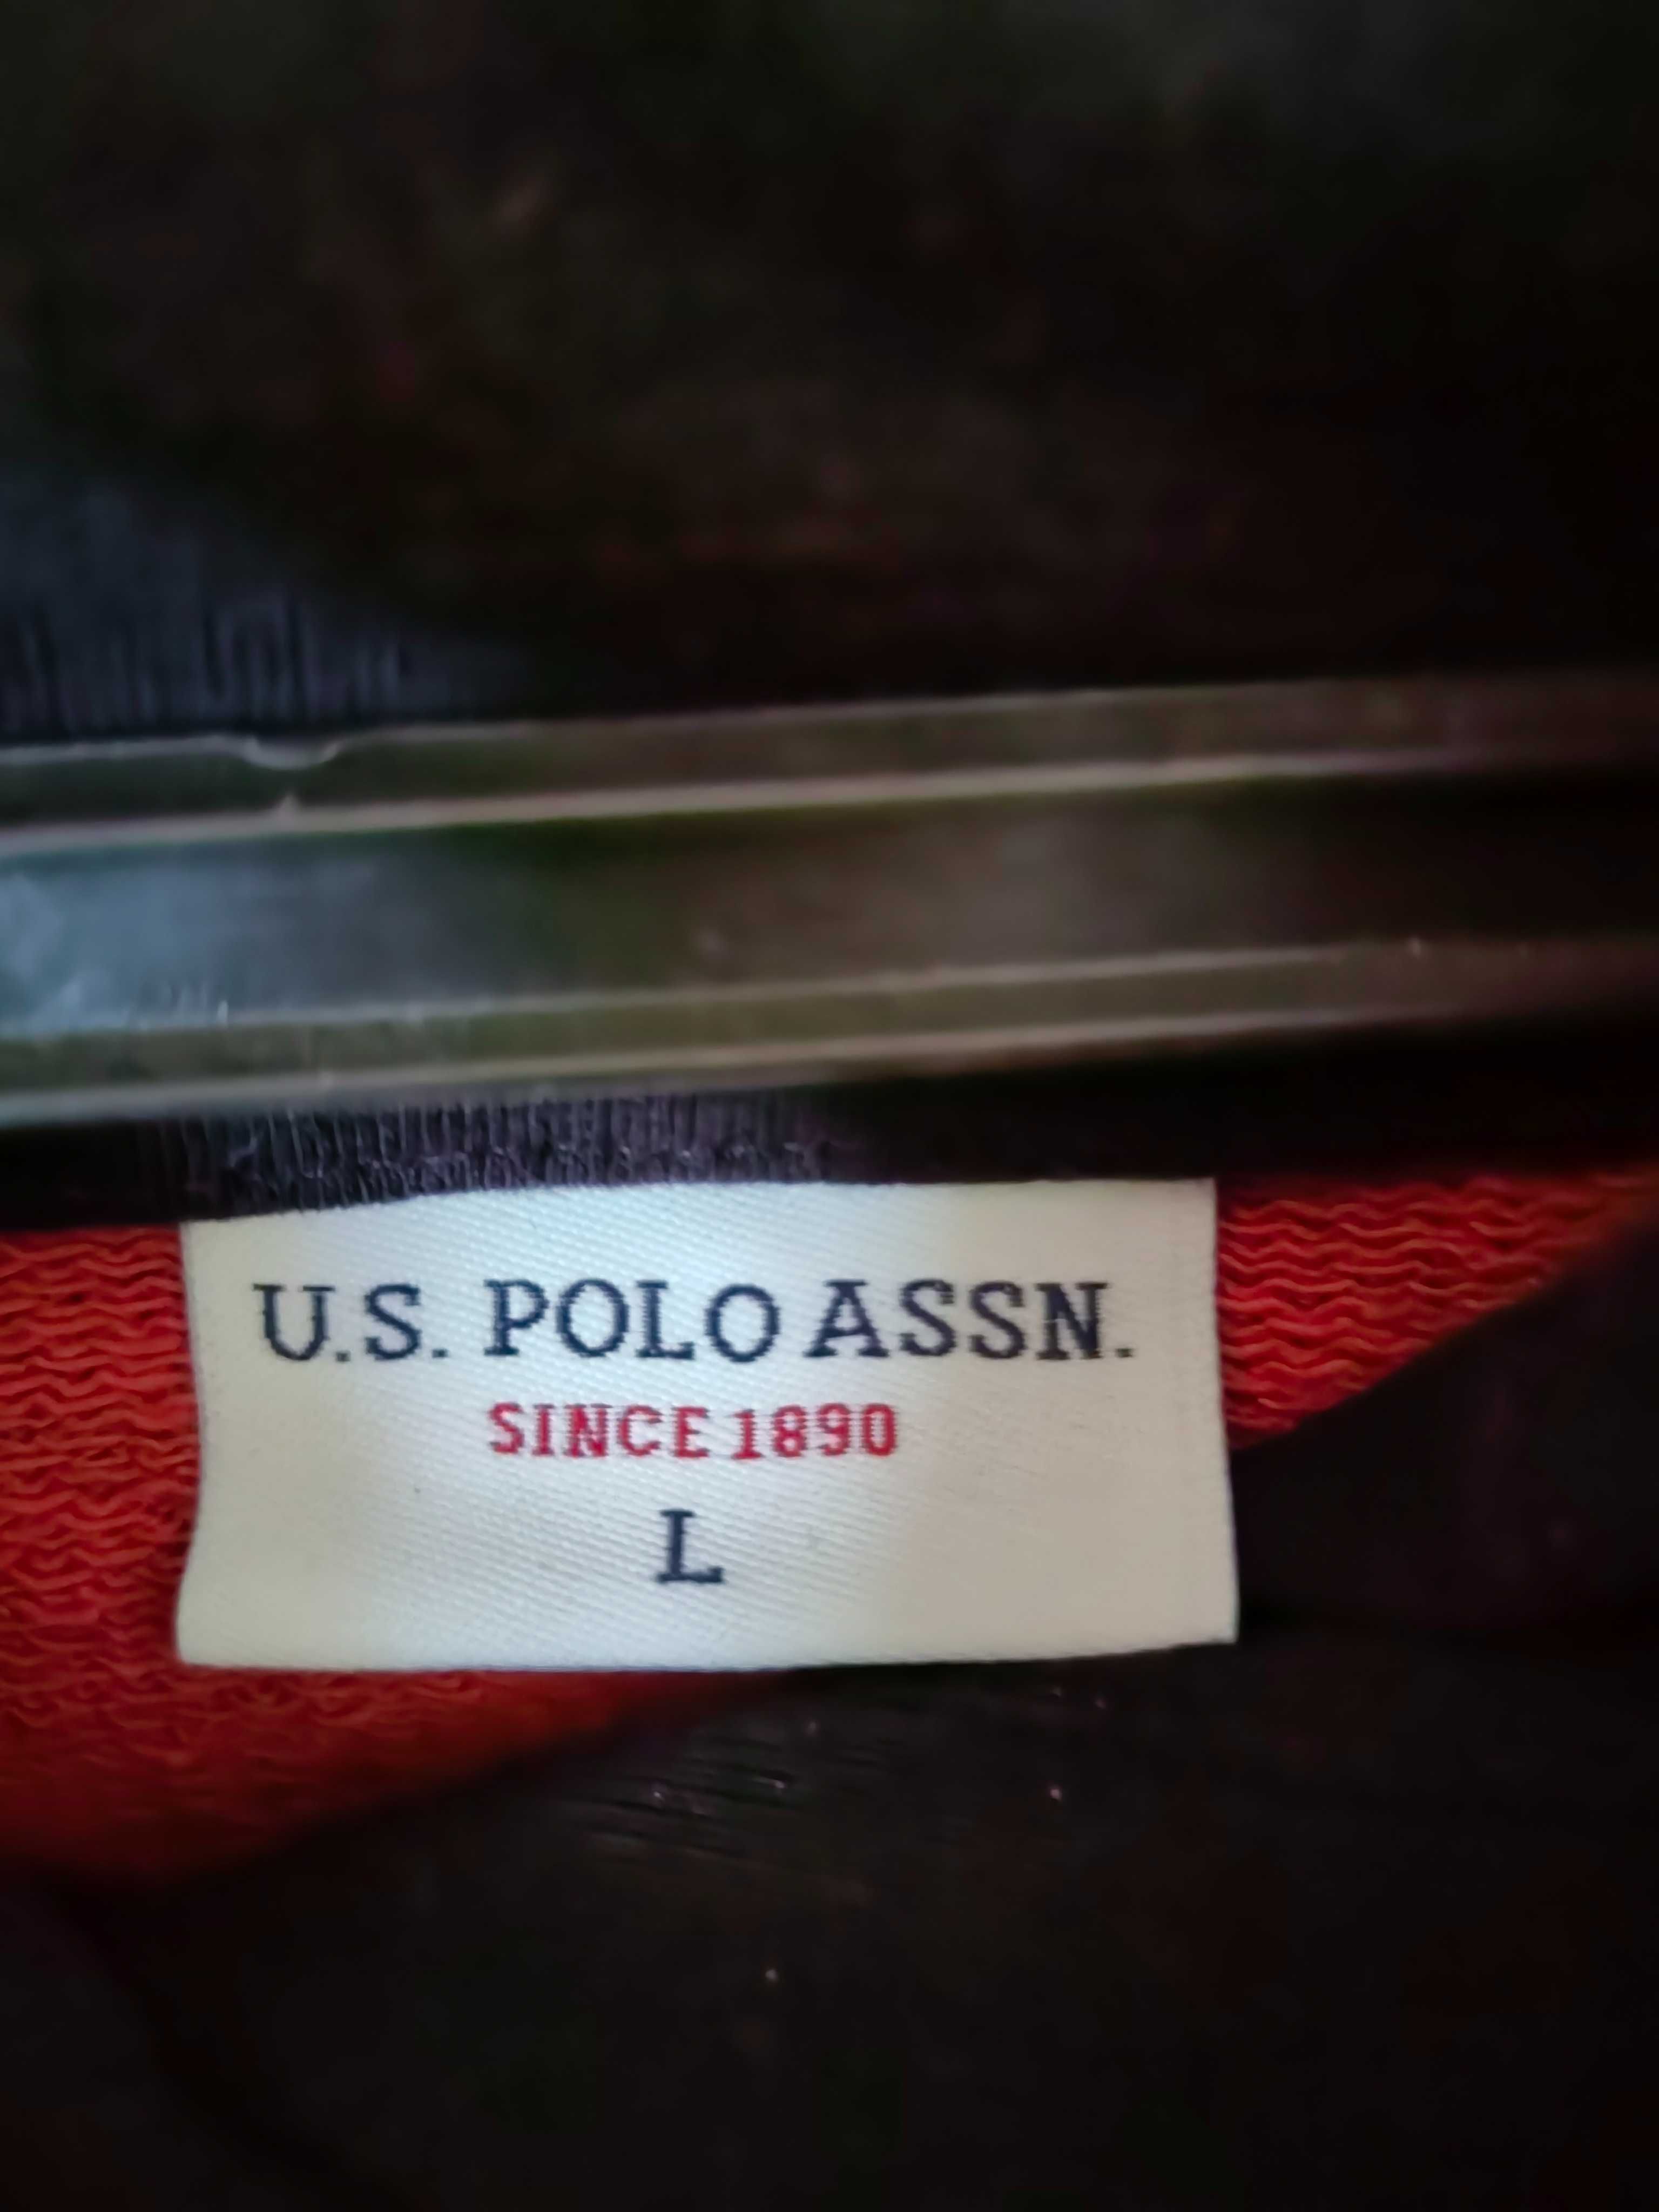 U.S. POLO ASSN.
SINCE 1890
L